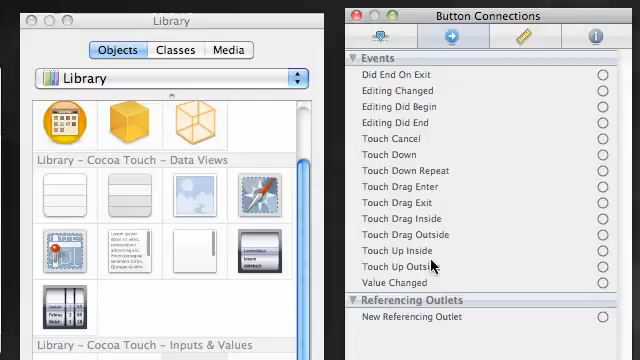 Library
Objects
Classes
Media
Library
Library – Cocoa Touch – Data Views
Library – Cocoa Touch – Inputs & Values
Button Connections
Events
Did End On Exit
Editing Changed
Editing Did Begin
Editing Did End
Touch Cancel
Touch Down
Touch Down Repeat
Touch Drag Enter
Touch Drag Exit
Touch Drag Inside
Touch Drag Outside
Touch Up Inside
Touch Up
Value Changed
Referencing Outlets
New Referencing Outlet